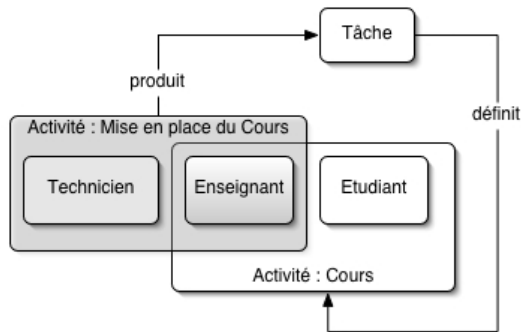 Tâche
produit
définit
Activité : Mise en place du Cours
Technicien
Enseignant
Etudiant
Activité : Cours